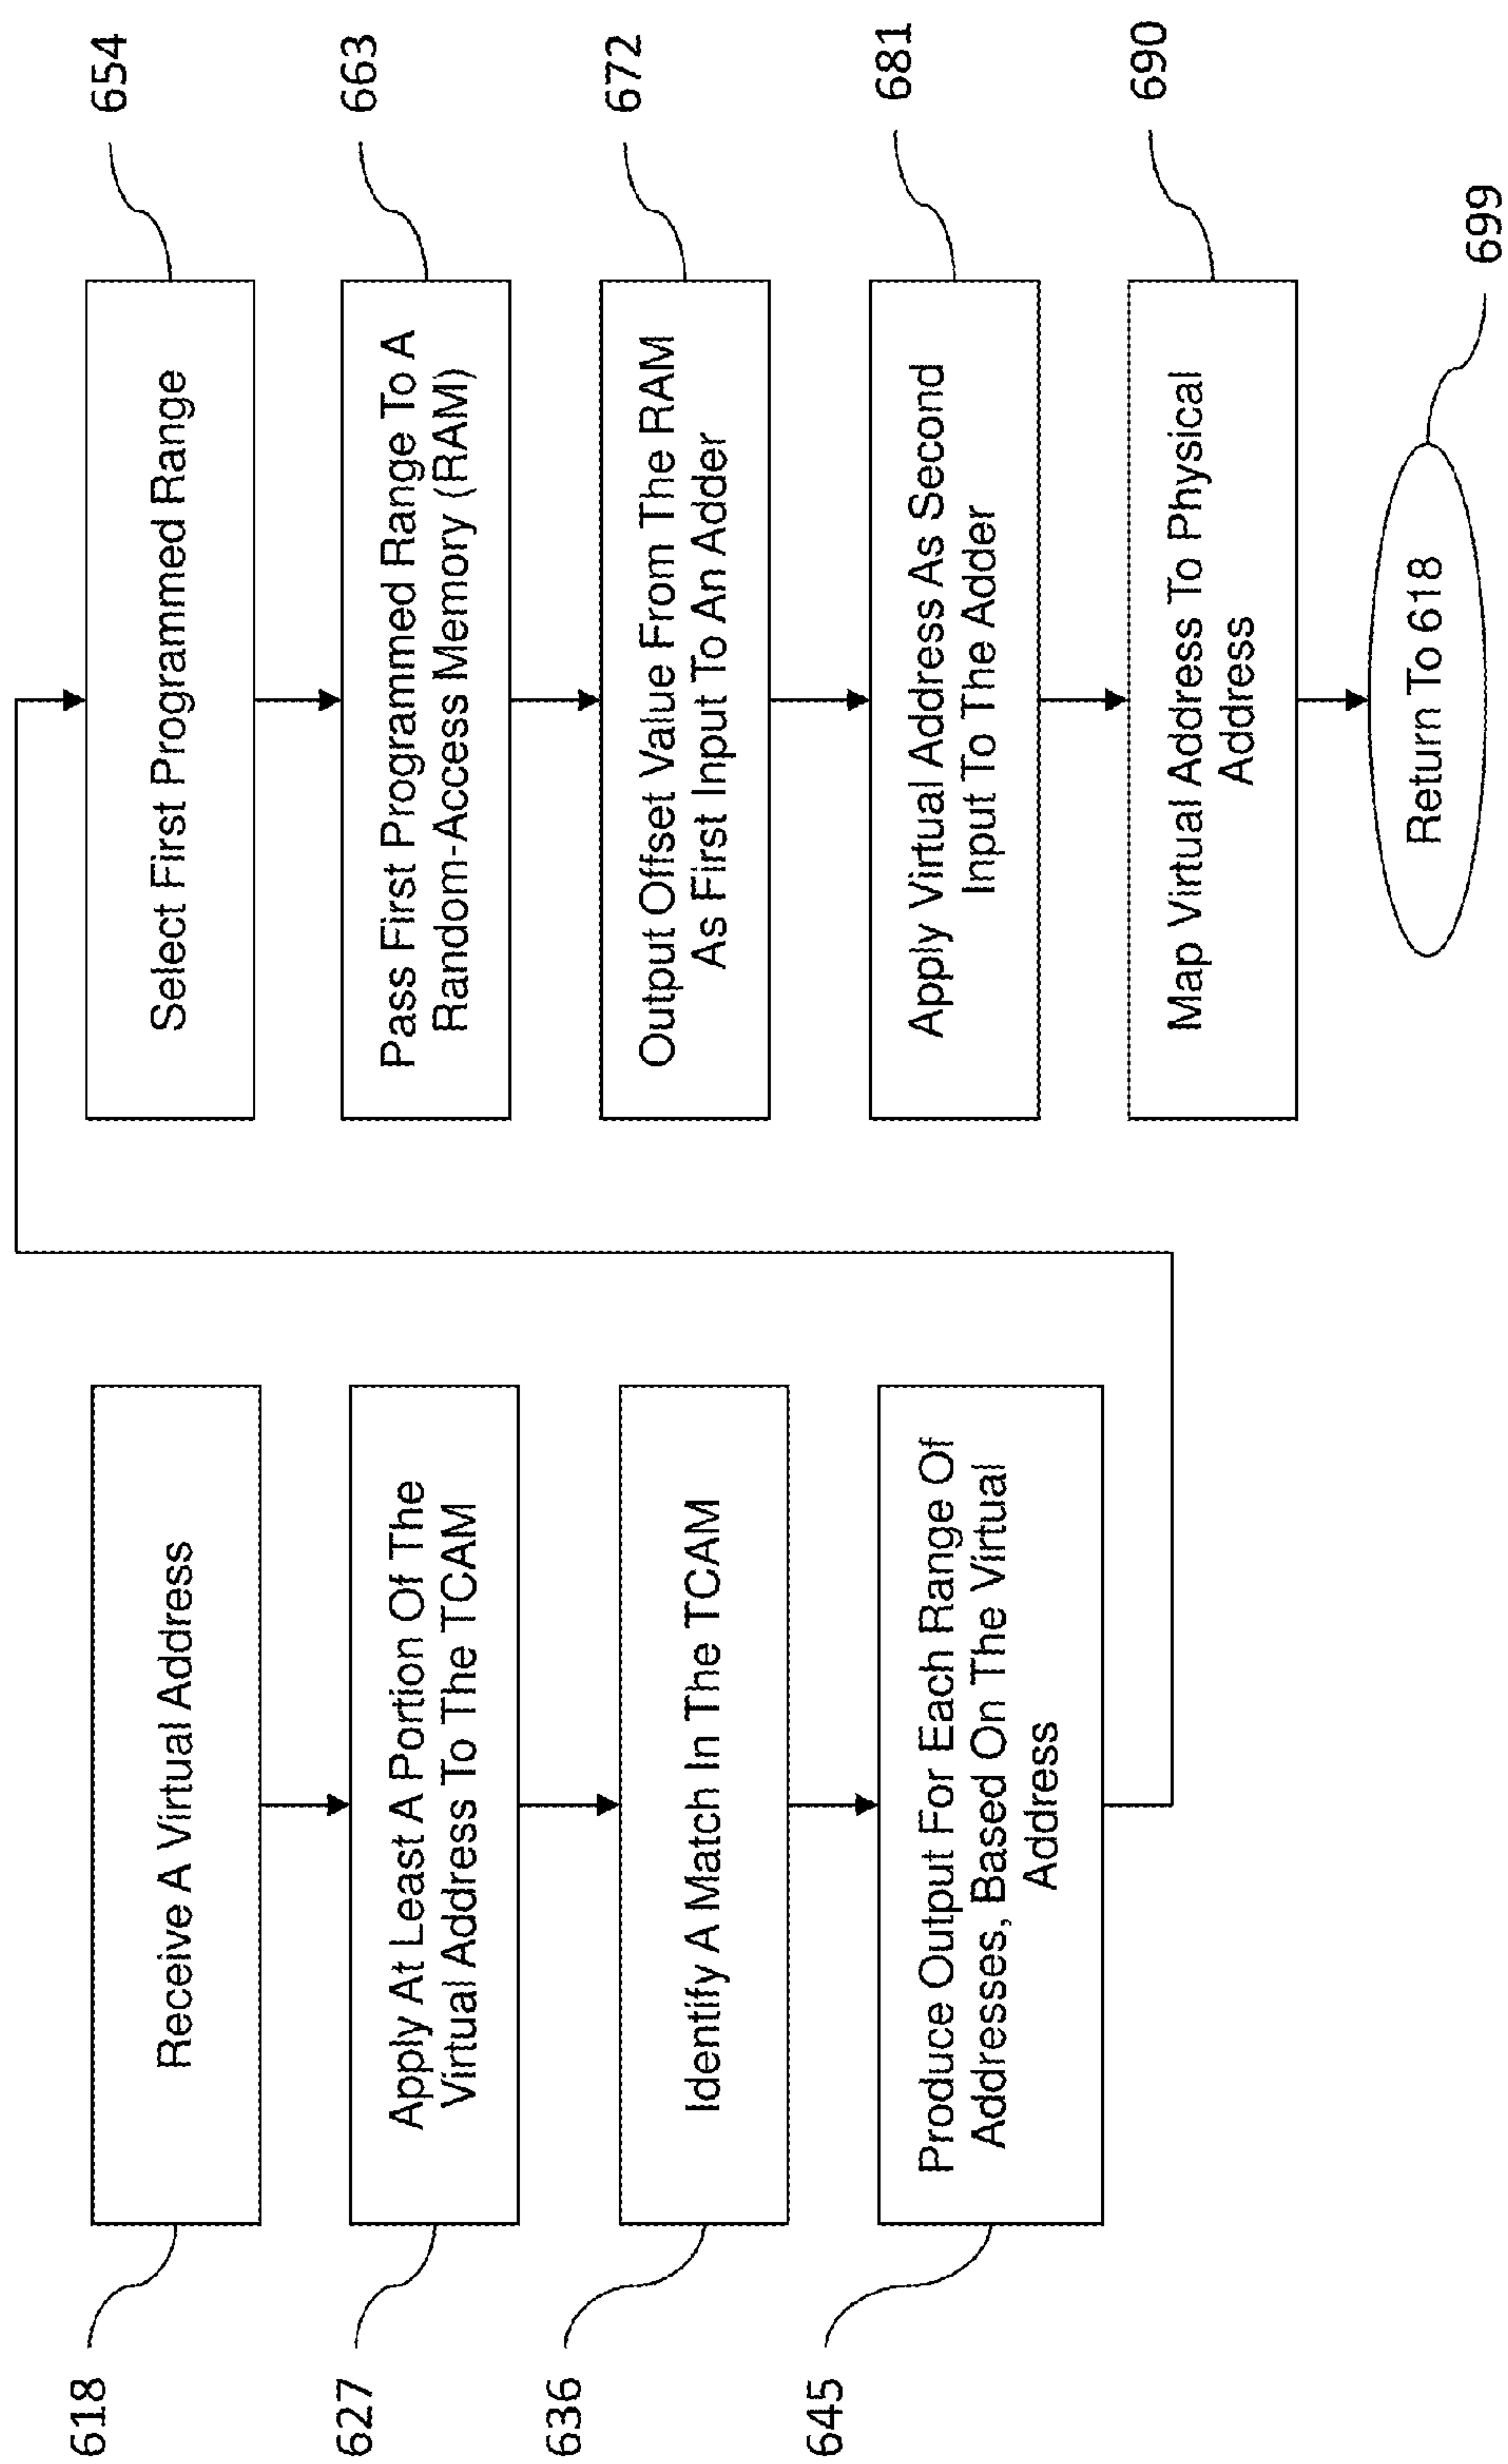 618
Receive A Virtual Address
627
Apply At Least A Portion Of The
Virtual Address To The TCAM
636
Identify A Match In The TCAM
645
Produce Output For Each Range Of
Addresses, Based On The Virtual
Address
Select First Programmed Range
654
Pass First Programmed Range To A
Random-Access Memory (RAM)
663
Output Offset Value From The RAM
As First Input To An Adder
672
Apply Virtual Address As Second
Input To The Adder
681
Map Virtual Address To Physical
Address
690
Return To 618
699